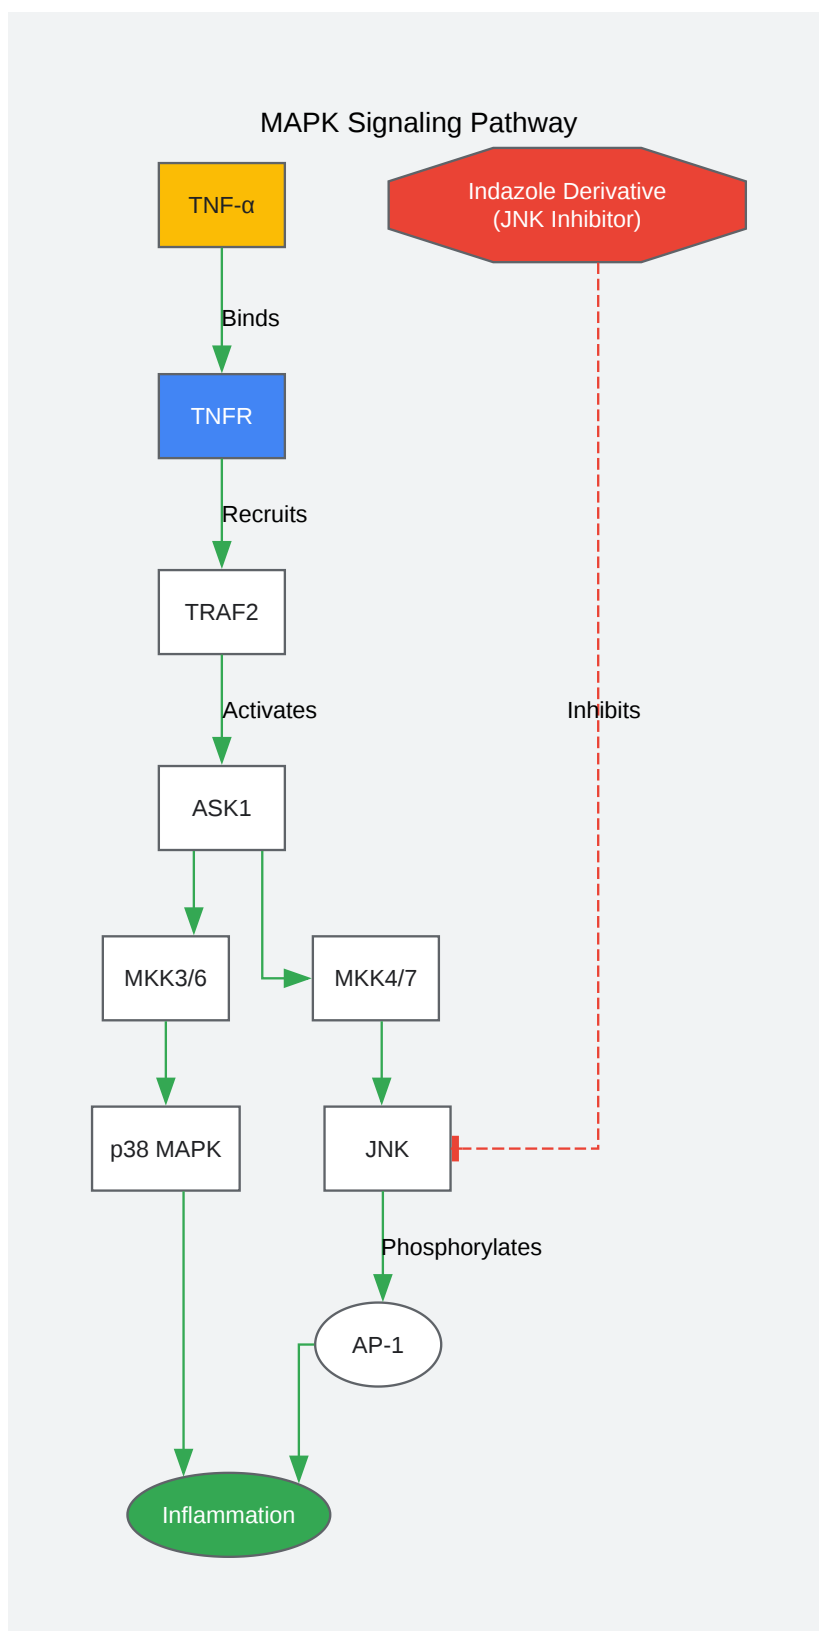 MAPK Signaling Pathway
TNF-α
Indazole Derivative
(JNK Inhibitor)
Binds
TNFR
Recruits
TRAF2
Activates
Inhibits
ASK1
MKK3/6
MKK4/7
p38 MAPK
JNK
Phosphorylates
AP-1
Inflammation